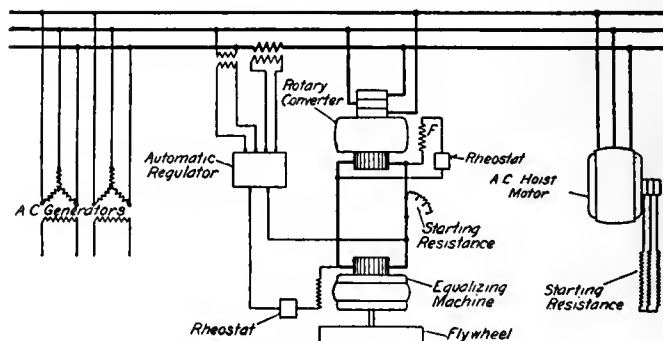 Rotary
Converter
F
Rheostat
Automatic
Regulator
A C Hoist
Motor
A C Generators
Starting
Resistance
Equalizing
Machine
Starting
Resistance
Rheostat
Flywheel